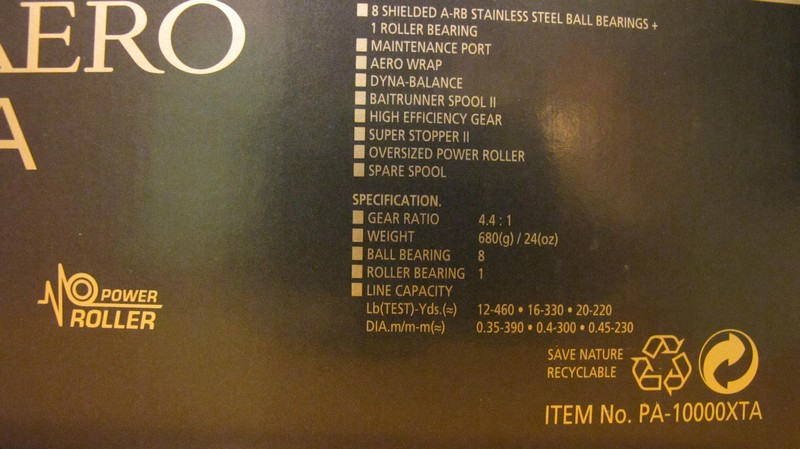 AERO
A
8 SHIELDED A-RB STAINLESS STEEL BALL BEARINGS +
1 ROLLER BEARING
MAINTENANCE PORT
AERO WRAP
DYNA-BALANCE
BAITRUNNER SPOOL II
HIGH EFFICIENCY GEAR
SUPER STOPPER II
OVERSIZED POWER ROLLER
SPARE SPOOL
SPECIFICATION.
GEAR RATIO 4.4 : 1
WEIGHT 680(g) / 24(oz)
BALL BEARING 8
ROLLER BEARING 1
LINE CAPACITY
Lb(TEST)-Yds.(≈) 12-460 • 16-330 • 20-220
DIA.m/m-m(≈) 0.35-390 • 0.4-300 • 0.45-230
POWER
ROLLER
SAVE NATURE
RECYCLABLE
ITEM No. PA-10000XTA